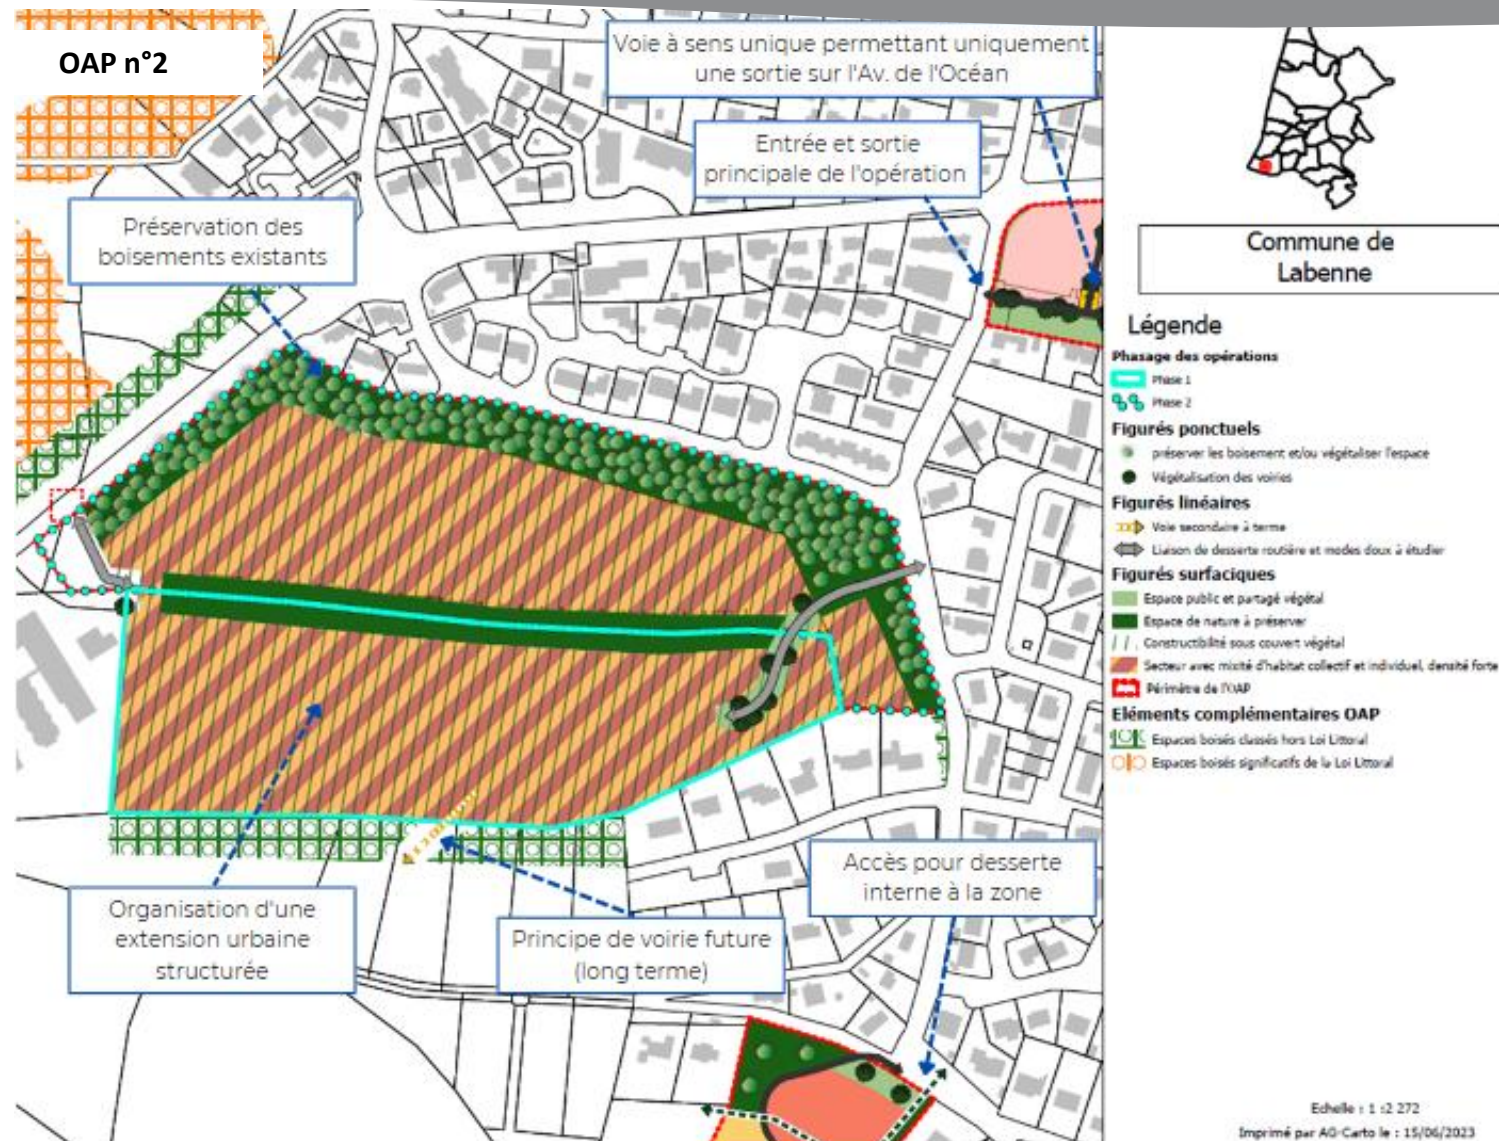 OAP n°2
Voie à sens unique permettant uniquement
une sortie sur l'Av. de l'Océan
Entrée et sortie
principale de l'opération
Préservation des
boisements existants
Organisation d'une
extension urbaine
structurée
Principe de voirie future
(long terme)
Accès pour desserte
interne à la zone
Commune de
Labenne
Légende
Phasage des opérations
Phase 1
Phase 2
Figurés ponctuels
préserver les boisement et/ou végétaliser l'espace
Végétalisation des voiries
Figurés linéaires
Voie secondaire à terme
Liaison de desserte routière et modes doux à étudier
Figurés surfaciques
Espace public et partagé végétal
Espace de nature à préserver
Constructibilité sous couvert végétal
Secteur avec mixité d'habitat collectif et individuel, densité forte
Périmètre de l'OAP
Eléments complémentaires OAP
Espaces boisés classés hors Loi Littoral
Espaces boisés significatifs de la Loi Littoral
Echelle : 1 :2 272
Imprimé par AG-Carto le : 15/06/2023